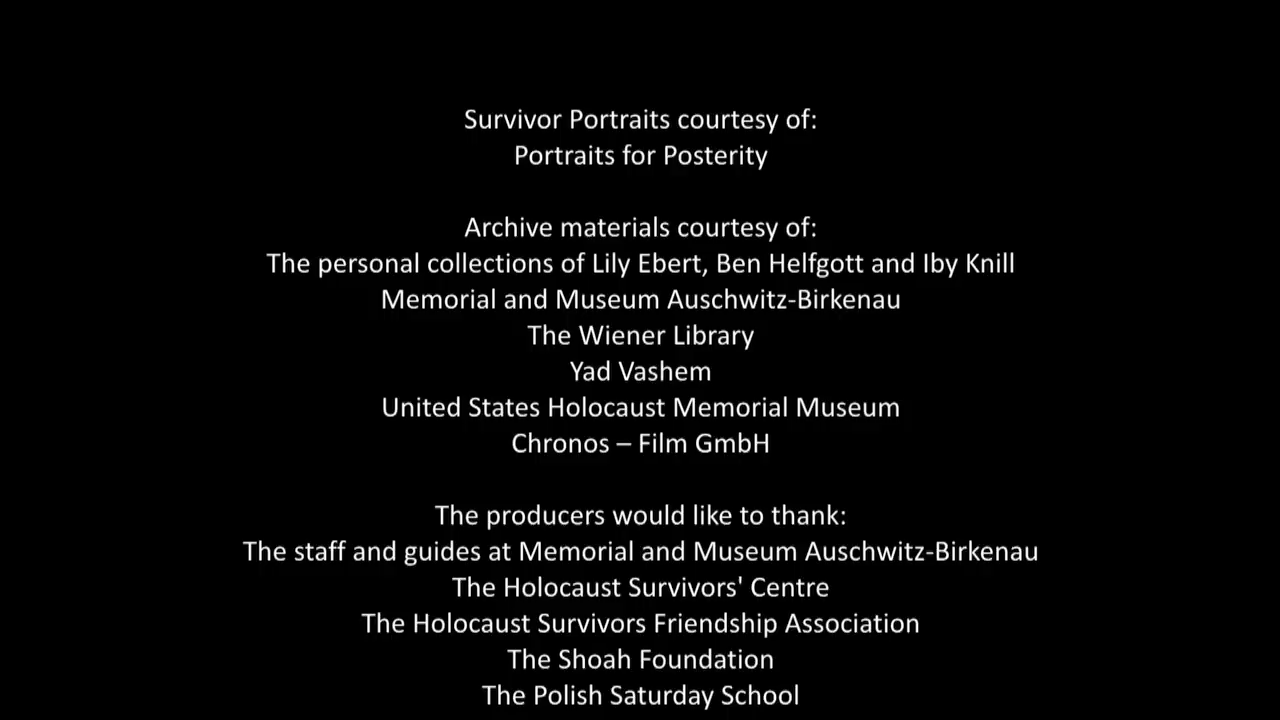 Survivor Portraits courtesy of:
Portraits for Posterity
Archive materials courtesy of:
The personal collections of Lily Ebert, Ben Helfgott and Iby Knill
Memorial and Museum Auschwitz-Birkenau
The Wiener Library
Yad Vashem
United States Holocaust Memorial Museum
Chronos – Film GmbH
The producers would like to thank:
The staff and guides at Memorial and Museum Auschwitz-Birkenau
The Holocaust Survivors' Centre
The Holocaust Survivors Friendship Association
The Shoah Foundation
The Polish Saturday School